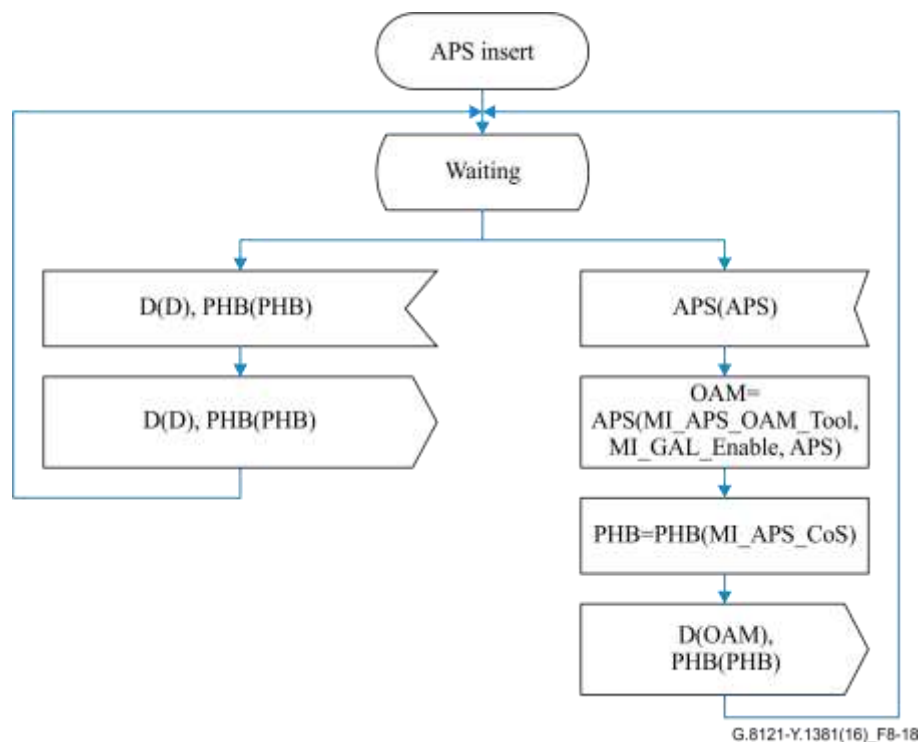 APS insert
Waiting
D(D), PHB(PHB)
D(D), PHB(PHB)
APS(APS)
OAM=
APS(MI_APS_OAM_Tool,
MI_GAL_Enable, APS)
PHB=PHB(MI_APS_CoS)
D(OAM),
PHB(PHB)
G.8121-Y.1381(16)_F8-18